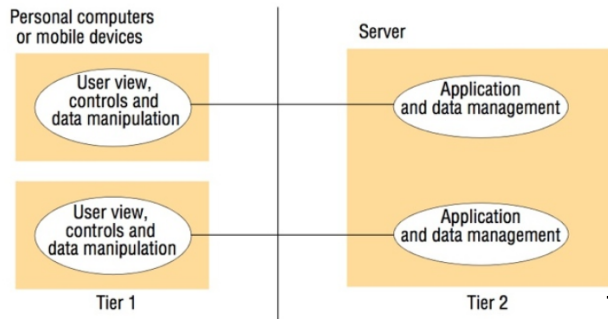 Personal computers
or mobile devices
Server
User view,
controls and
data manipulation
Application
and data management
User view,
controls and
data manipulation
Application
and data management
Tier 1
Tier 2